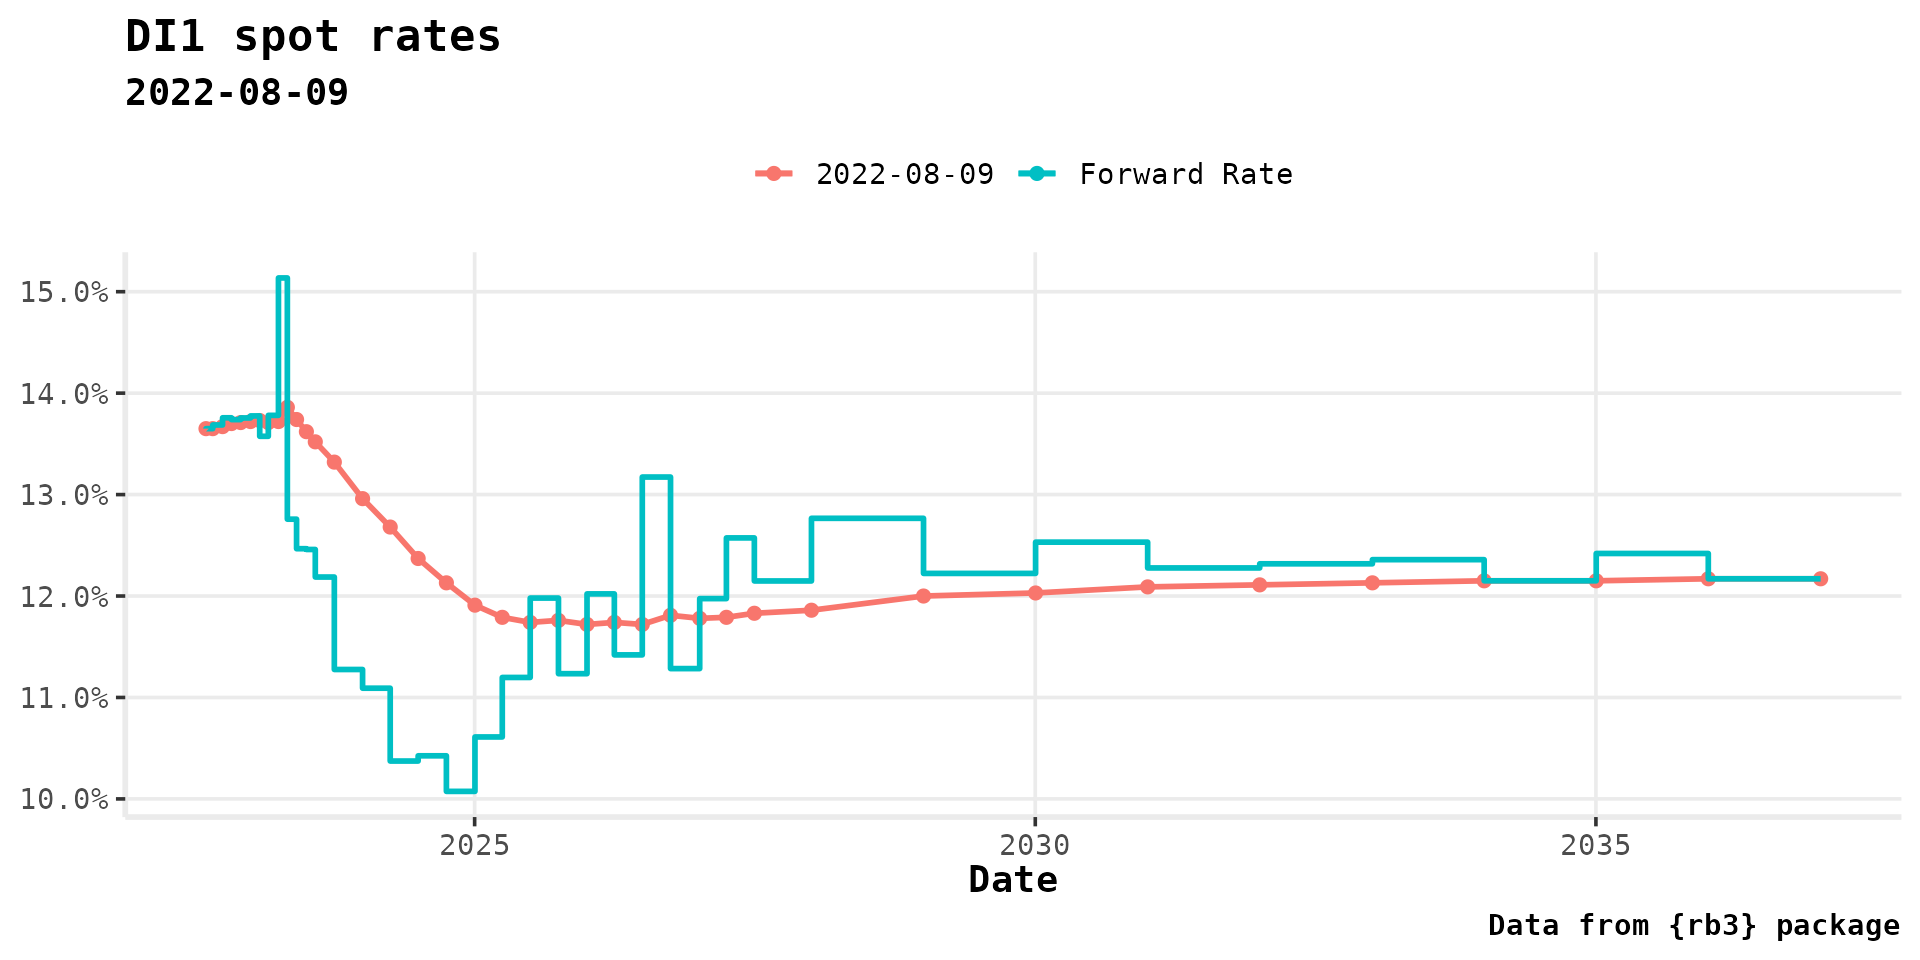 DI1 spot rates
2022-08-09
2022-08-09 Forward Rate
15.0%
14.0%
13.0%
12.0%
11.0%
10.0%
2025 2030 2035
Date
Data from {rb3} package